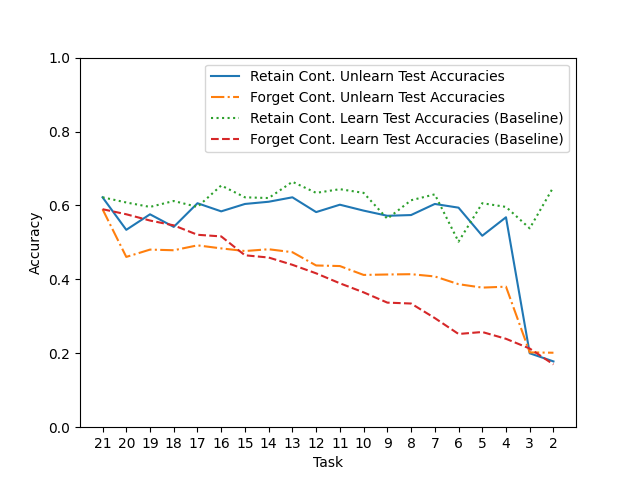 1.0
0.8
0.6
0.4
0.2
0.0
Accuracy
Retain Cont. Unlearn Test Accuracies
Forget Cont. Unlearn Test Accuracies
Retain Cont. Learn Test Accuracies (Baseline)
Forget Cont. Learn Test Accuracies (Baseline)
21 20 19 18 17 16 15 14 13 12 11 10 9 8 7 6 5 4 3 2
Task